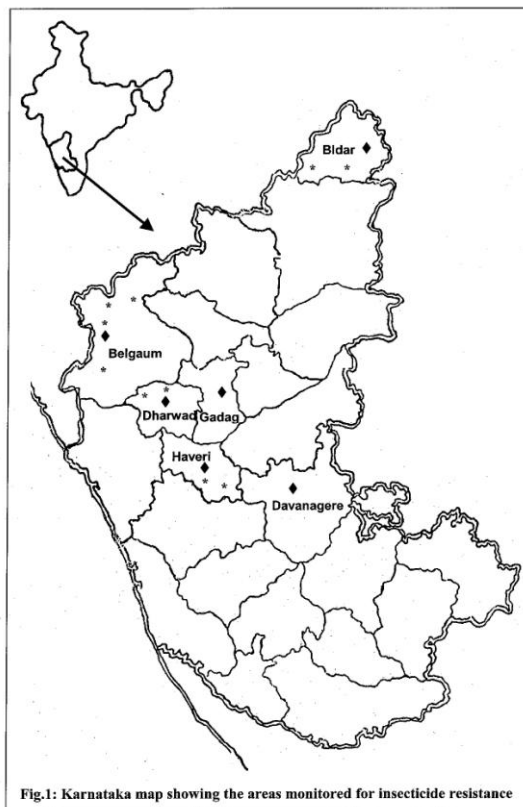 Bidar
Belgaum
Dharwad
Gadag
Haveri
Davanagere
Fig.1: Karnataka map showing the areas monitored for insecticide resistance